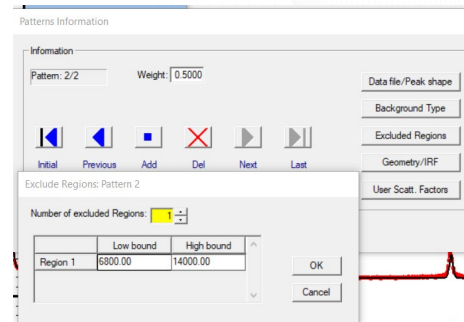 Patterns Information
Information
Pattern: 2/2
Weight: 0.5000
Data file/Peak shape
Background Type
Excluded Regions
Geometry/IRF
User Scatt. Factors
Initial Previous Add Del Next Last
Exclude Regions: Pattern 2
Number of excluded Regions: 1
Low bound High bound
Region 1 6800.00 14000.00
OK
Cancel